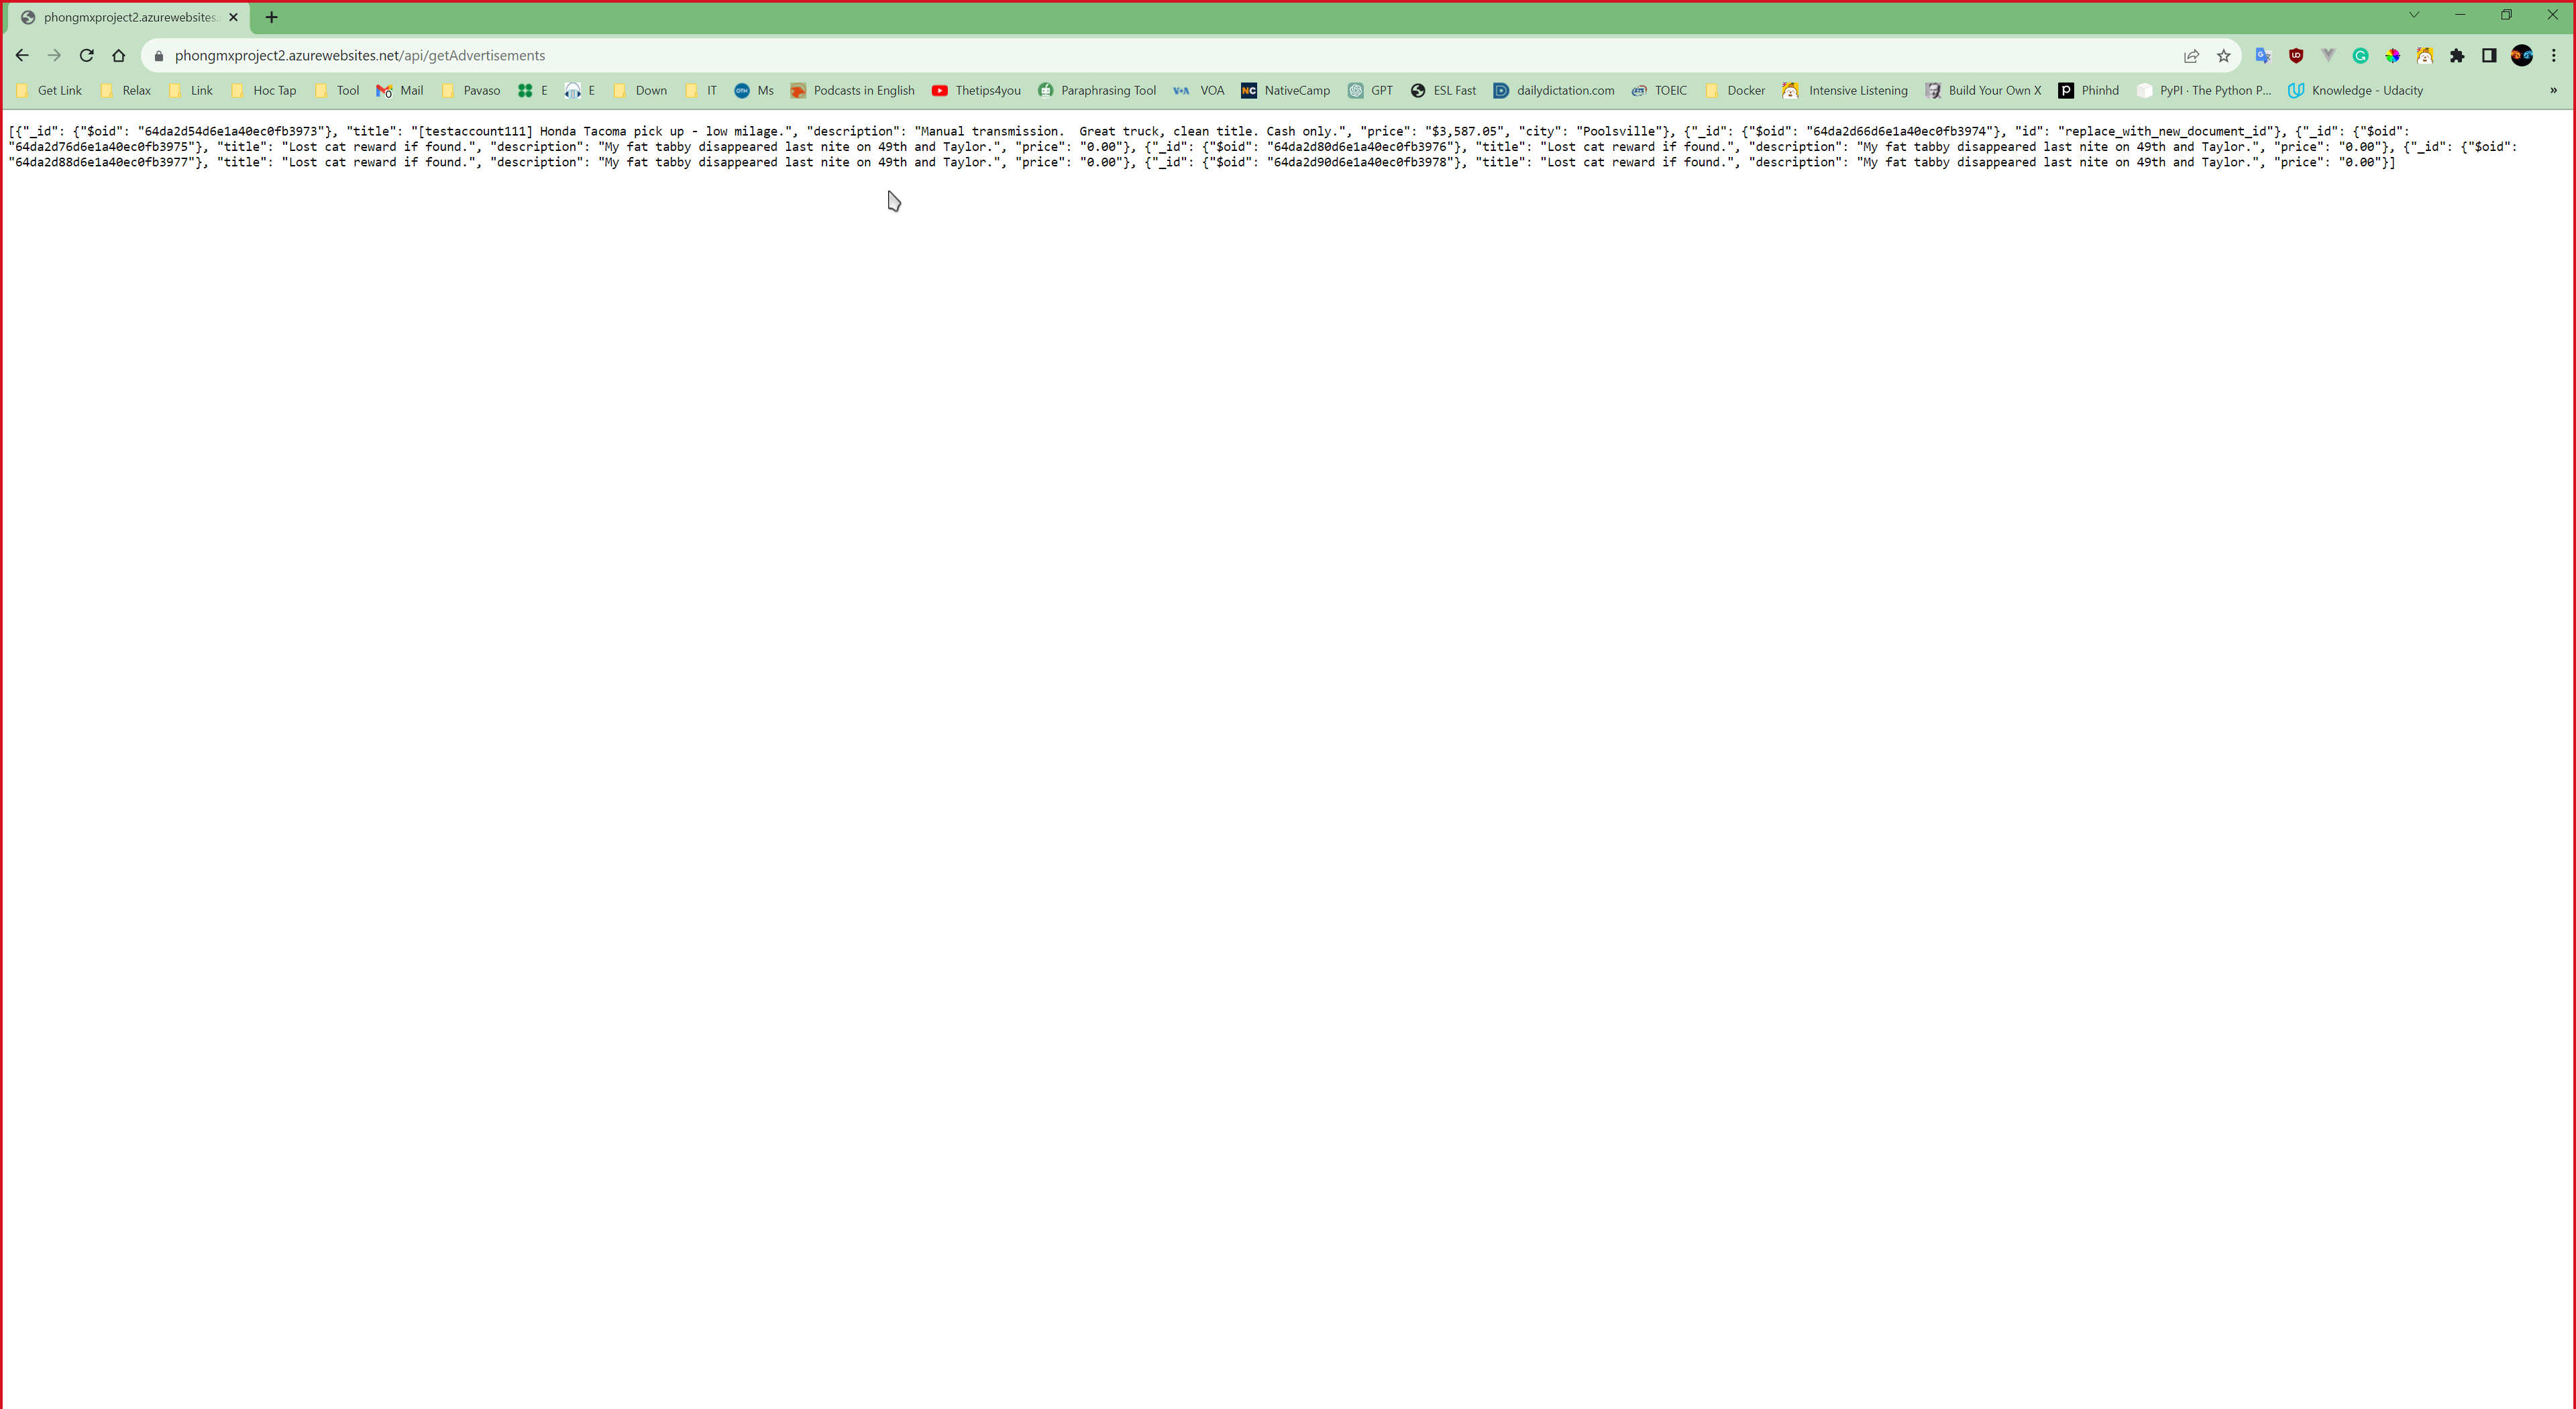 phongmxproject2.azurewebsites.
phongmxproject2.azurewebsites.net/api/getAdvertisements
Get Link Relax Link Hoc Tap Tool Mail Pavaso E E Down IT Ms Podcasts in English Thetips4you Paraphrasing Tool VOA NativeCamp GPT ESL Fast dailydictation.com TOEIC Docker Intensive Listening Build Your Own X Phinhd PyPI · The Python P... Knowledge - Udacity »
[{"_id": {"$oid": "64da2d54d6e1a40ec0fb3973"}, "title": "[testaccount111] Honda Tacoma pick up - low milage.", "description": "Manual transmission.  Great truck, clean title. Cash only.", "price": "$3,587.05", "city": "Poolsville"}, {"_id": {"$oid": "64da2d66d6e1a40ec0fb3974"}, "id": "replace_with_new_document_id"}, {"_id": {"$oid":
"64da2d76d6e1a40ec0fb3975"}, "title": "Lost cat reward if found.", "description": "My fat tabby disappeared last nite on 49th and Taylor.", "price": "0.00"}, {"_id": {"$oid": "64da2d80d6e1a40ec0fb3976"}, "title": "Lost cat reward if found.", "description": "My fat tabby disappeared last nite on 49th and Taylor.", "price": "0.00"}, {"_id": {"$oid":
"64da2d88d6e1a40ec0fb3977"}, "title": "Lost cat reward if found.", "description": "My fat tabby disappeared last nite on 49th and Taylor.", "price": "0.00"}, {"_id": {"$oid": "64da2d90d6e1a40ec0fb3978"}, "title": "Lost cat reward if found.", "description": "My fat tabby disappeared last nite on 49th and Taylor.", "price": "0.00"}]